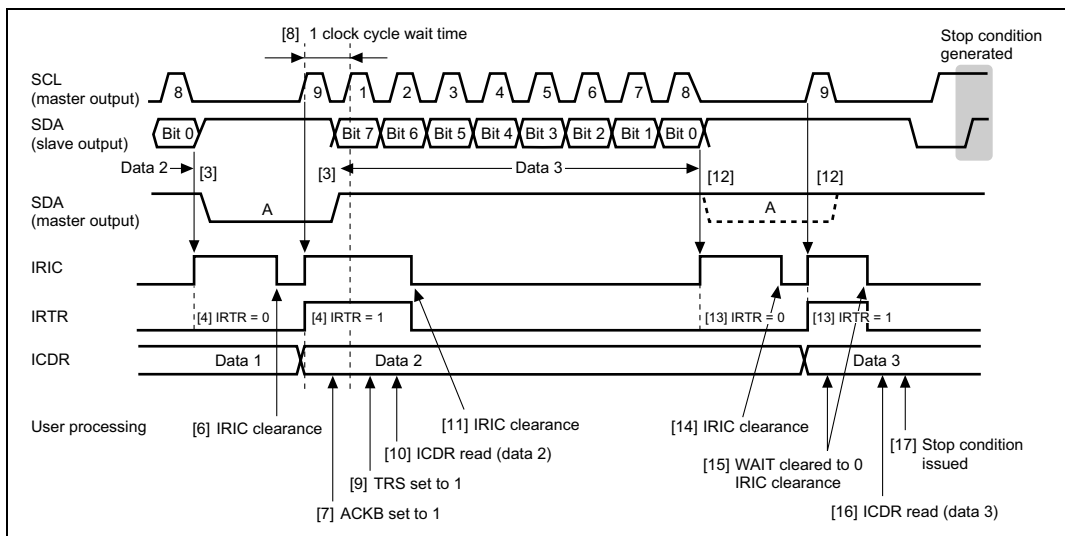 [8] 1 clock cycle wait time
Stop condition
generated
SCL
(master output)
8 9 1 2 3 4 5 6 7 8 9
SDA
(slave output)
Bit 0 Bit 7 Bit 6 Bit 5 Bit 4 Bit 3 Bit 2 Bit 1 Bit 0
Data 2 [3] [3] Data 3 [12] [12]
SDA
(master output)
A A
IRIC
IRTR
[4] IRTR = 0 [4] IRTR = 1 [13] IRTR = 0 [13] IRTR = 1
ICDR
Data 1 Data 2 Data 3
User processing
[6] IRIC clearance
[11] IRIC clearance
[14] IRIC clearance
[17] Stop condition
issued
[10] ICDR read (data 2)
[15] WAIT cleared to 0
IRIC clearance
[9] TRS set to 1
[7] ACKB set to 1
[16] ICDR read (data 3)